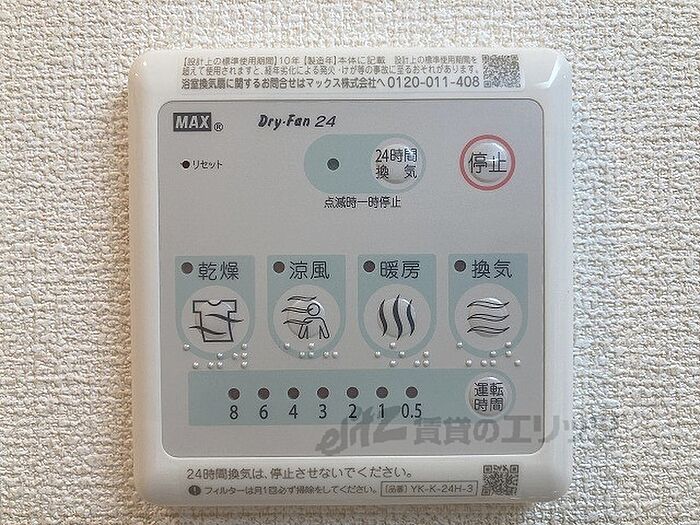 【設計上の標準使用期間】10年【製造年】本体に記載 設計上の標準使用期間を
超えて使用されますと、経年劣化による発火・けが等の事故に至るおそれがあります。
浴室換気扇に関するお問合せはマックス株式会社へ 0120-011-408
MAX® Dry・Fan 24
リセット
24時間
換気
停止
点滅時一時停止
乾燥 涼風 暖房 換気
8 6 4 3 2 1 0.5
運転
時間
elitz 賃貸のエリッツ
24時間換気は、停止させないでください。
フィルターは月1回必ず掃除をしてください。 [品番] YK-K-24H-3